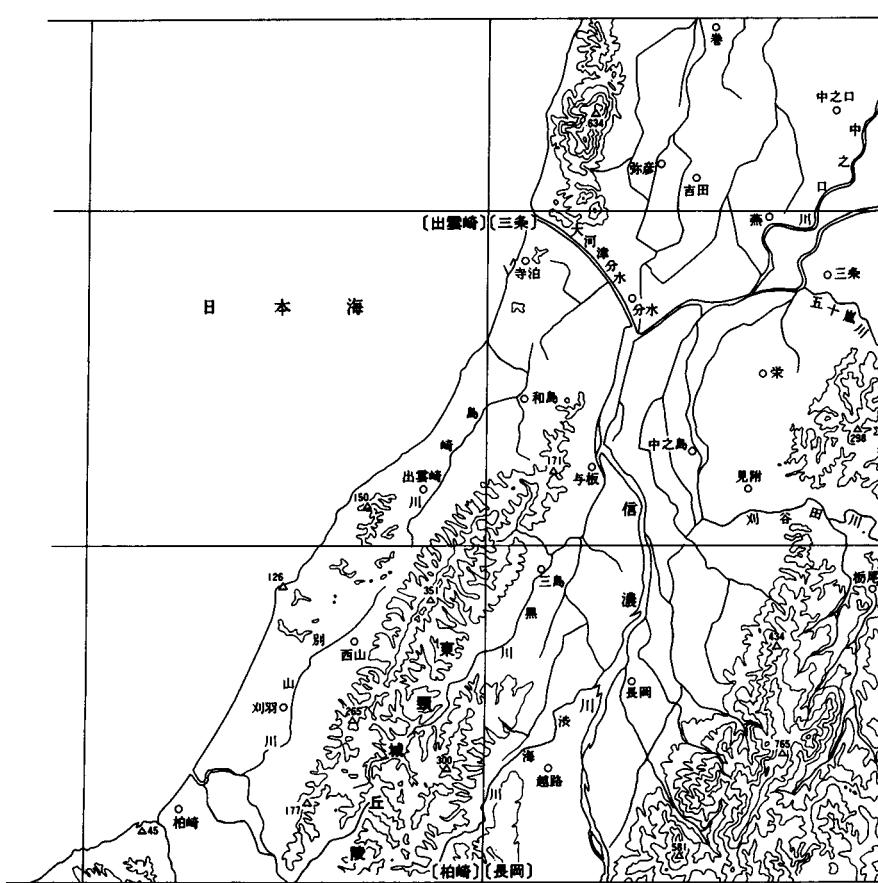 巻
中之口
634
中之口川
弥彦
吉田
〔出雲崎〕〔三条〕
大河津分水
燕
寺泊
三条
日本海
分水
五十嵐川
栄
和島
島崎川
298
中之島
171
与板
出雲崎
見附
150
信濃川
刈谷田川
126
三島
栃尾
351
黒川
434
別山川
西山
東頸城丘陵
長岡
刈羽
265
渋海川
765
300
越路
177
柏崎
45
581
〔柏崎〕〔長岡〕